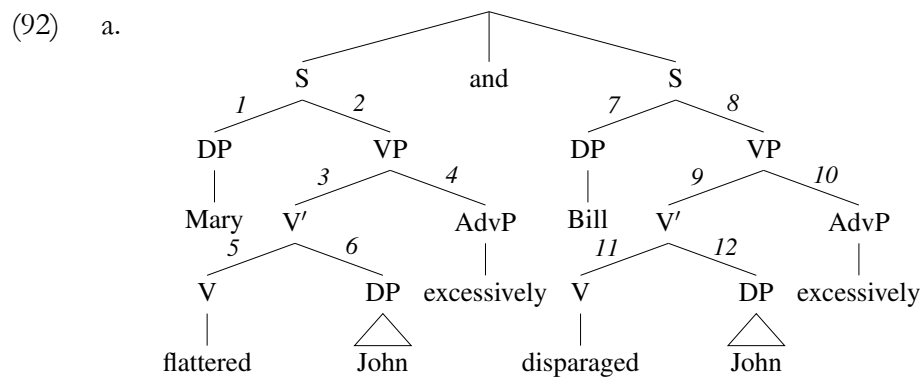 (92) a.
S and S
1 2 7 8
DP VP DP VP
3 4 9 10
Mary V′ AdvP Bill V′ AdvP
5 6 11 12
V DP excessively V DP excessively
flattered John disparaged John